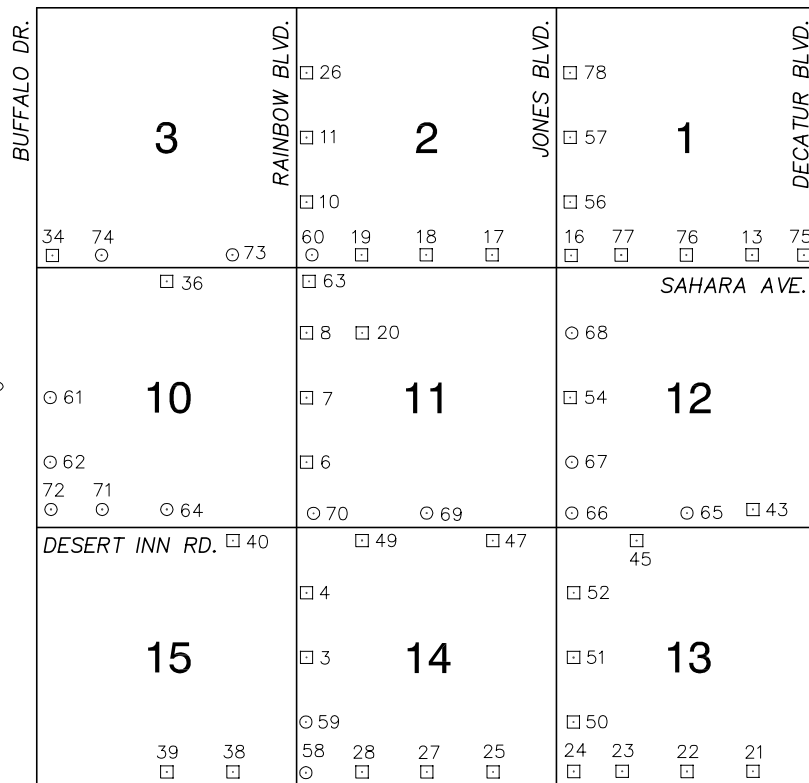 BUFFALO DR.
RAINBOW BLVD.
JONES BLVD.
DECATUR BLVD.
26
78
3
11
2
57
1
10
56
34 74 73 60 19 18 17 16 77 76 13 75
36
63
SAHARA AVE.
8 20 68
61 10 7 11 54 12
62 6 67
72 71 64 70 69 66 65 43
DESERT INN RD. 40 49 47 45
4 52
15 3 14 51 13
59 50
39 38 58 28 27 25 24 23 22 21